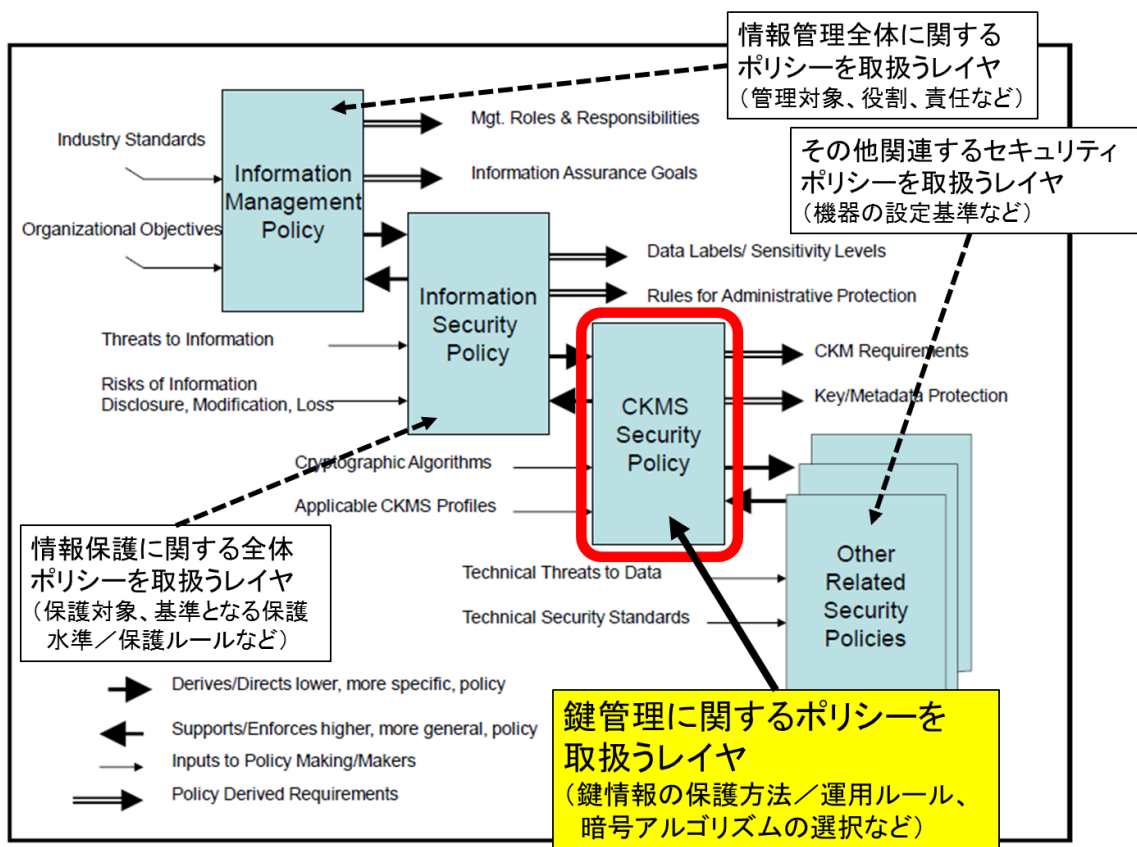 情報管理全体に関する
ポリシーを取扱うレイヤ
（管理対象、役割、責任など）
その他関連するセキュリティ
ポリシーを取扱うレイヤ
（機器の設定基準など）
Industry Standards
Organizational Objectives
Information
Management
Policy
Mgt. Roles & Responsibilities
Information Assurance Goals
Threats to Information
Risks of Information
Disclosure, Modification, Loss
Information
Security
Policy
Data Labels/ Sensitivity Levels
Rules for Administrative Protection
Cryptographic Algorithms
Applicable CKMS Profiles
CKMS
Security
Policy
CKM Requirements
Key/Metadata Protection
Technical Threats to Data
Technical Security Standards
Other
Related
Security
Policies
情報保護に関する全体
ポリシーを取扱うレイヤ
（保護対象、基準となる保護
水準／保護ルールなど）
Derives/Directs lower, more specific, policy
Supports/Enforces higher, more general, policy
Inputs to Policy Making/Makers
Policy Derived Requirements
鍵管理に関するポリシーを
取扱うレイヤ
（鍵情報の保護方法／運用ルール、
暗号アルゴリズムの選択など）